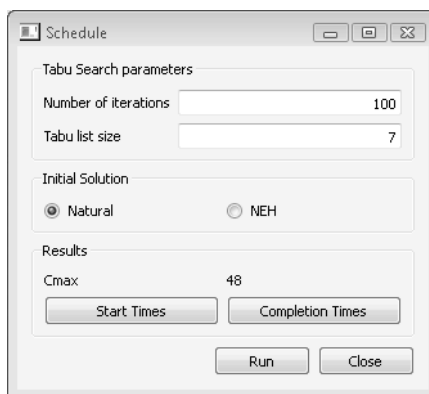 Schedule
Tabu Search parameters
Number of iterations 100
Tabu list size 7
Initial Solution
Natural NEH
Results
Cmax 48
Start Times Completion Times
Run Close